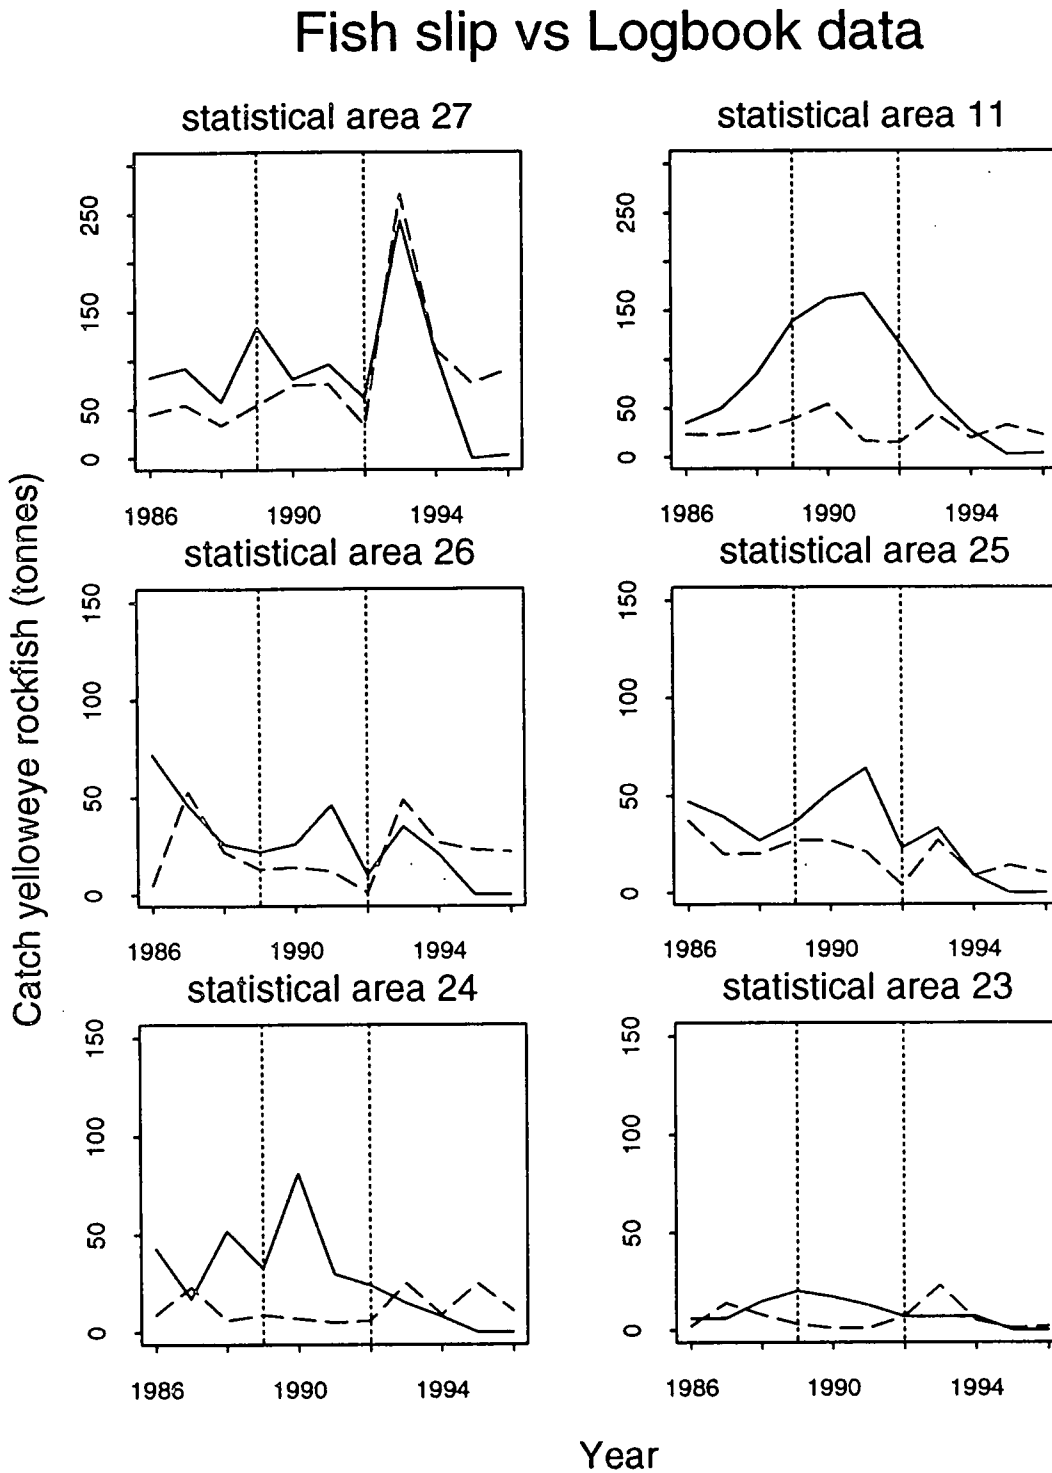 Fish slip vs Logbook data
statistical area 27
statistical area 11
250
150
50
0
250
150
50
0
1986 1990 1994
1986 1990 1994
Catch yelloweye rockfish (tonnes)
statistical area 26
statistical area 25
150
100
50
0
150
100
50
0
1986 1990 1994
1986 1990 1994
statistical area 24
statistical area 23
150
100
50
0
150
100
50
0
1986 1990 1994
1986 1990 1994
Year